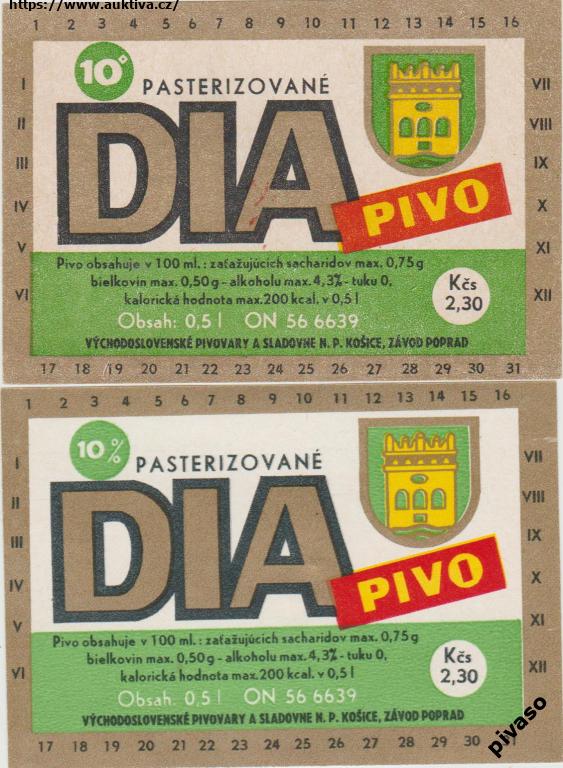 https://www.auktiva.cz/
1 2 3 4 5 6 7 8 9 10 11 12 13 14 15 16
I
II
III
IV
V
VI
VII
VIII
IX
X
XI
XII
10°
PASTERIZOVANÉ
DIA
PIVO
Pivo obsahuje v 100 ml.: zaťažujúcich sacharidov max. 0,75g
bielkovin max. 0,50g - alkoholu max. 4,3% - tuku 0,
kalorická hodnota max. 200 kcal. v 0,5 l
Kčs
2,30
Obsah: 0,5 l ON 56 6639
VÝCHODOSLOVENSKÉ PIVOVARY A SLADOVNE N. P. KOŠICE, ZÁVOD POPRAD
17 18 19 20 21 22 23 24 25 26 27 28 29 30 31
1 2 3 4 5 6 7 8 9 10 11 12 13 14 15 16
I
II
III
IV
V
VI
VII
VIII
IX
X
XI
XII
10%
PASTERIZOVANÉ
DIA
PIVO
Pivo obsahuje v 100 ml.: zaťažujúcich sacharidov max. 0,75g
bielkovin max. 0,50g - alkoholu max. 4,3% - tuku 0,
kalorická hodnota max. 200 kcal. v 0,5 l
Kčs
2,30
Obsah: 0,5 l ON 56 6639
VÝCHODOSLOVENSKÉ PIVOVARY A SLADOVNE N. P. KOŠICE, ZÁVOD POPRAD
17 18 19 20 21 22 23 24 25 26 27 28 29 30 31
pivaso